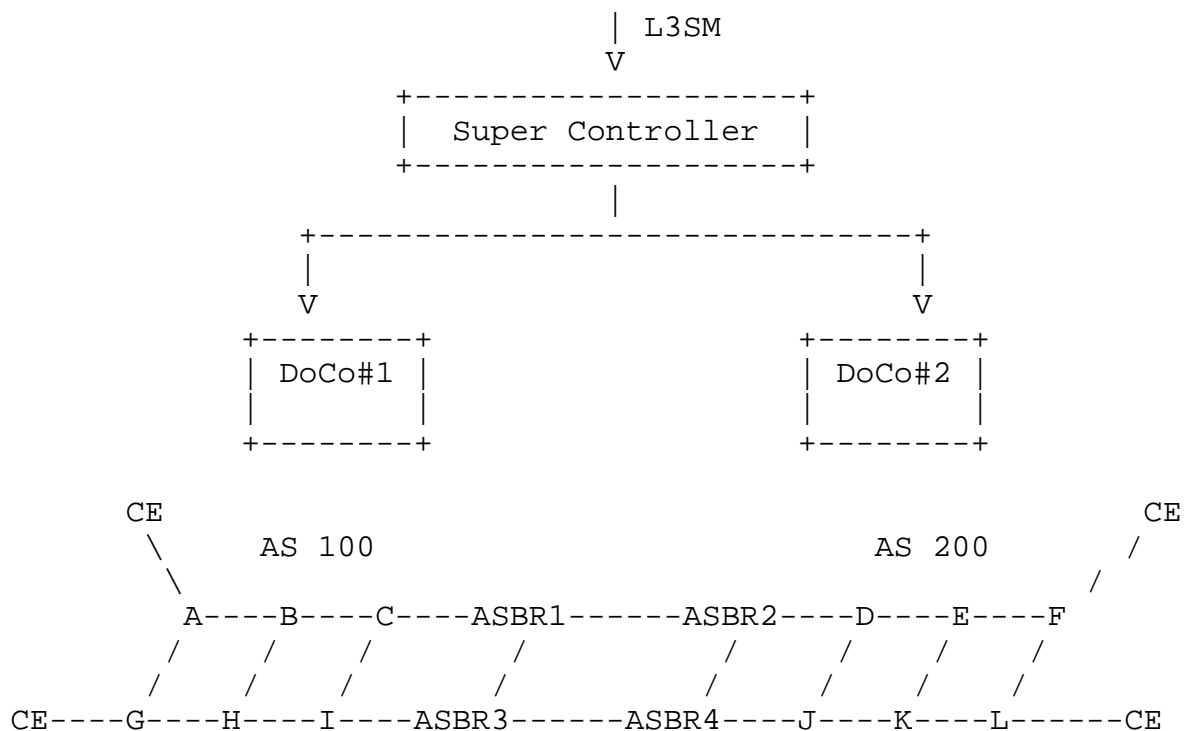 | L3SM
V
+---------------------+
| Super Controller |
+---------------------+
|
+--------------------------------+
| |
V V
+--------+ +--------+
| DoCo#1 | | DoCo#2 |
| | | |
+--------+ +--------+
CE CE
\ AS 100 AS 200 /
\ /
A----B----C----ASBR1------ASBR2----D----E----F
/ / / / / / / /
/ / / / / / / /
CE----G----H----I----ASBR3------ASBR4----J----K----L------CE